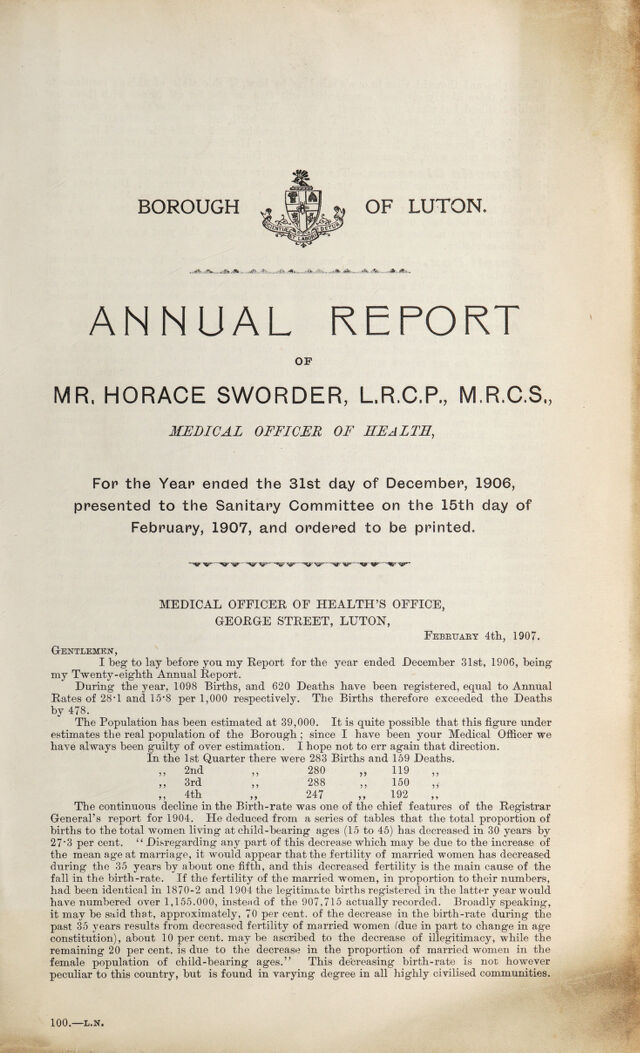 BOROUGH OF LUTON.
SCIENTIÆ ET LABORI DETUR
ANNUAL REPORT
OF
MR. HORACE SWORDER, L.R.C.P., M.R.C.S.,
MEDICAL OFFICER OF HEALTH,
For the Year ended the 31st day of December, 1906,
presented to the Sanitary Committee on the 15th day of
February, 1907, and ordered to be printed.
MEDICAL OFFICER OF HEALTH'S OFFICE,
GEORGE STREET, LUTON,
FEBRUARY 4th, 1907.
GENTLEMEN,
I beg to lay before you my Report for the year ended December 31st, 1906, being
my Twenty-eighth Annual Report.
During the year, 1098 Births, and 620 Deaths have been registered, equal to Annual
Rates of 28·1 and 15·8 per 1,000 respectively. The Births therefore exceeded the Deaths
by 478.
The Population has been estimated at 39,000. It is quite possible that this figure under
estimates the real population of the Borough; since I have been your Medical Officer we
have always been guilty of over estimation. I hope not to err again that direction.
In the 1st Quarter there were 283 Births and 159 Deaths.
,, 2nd ,, 280 ,, 119 ,,
,, 3rd ,, 288 ,, 150 ,,
,, 4th ,, 247 ,, 192 ,,
The continuous decline in the Birth-rate was one of the chief features of the Registrar
General's report for 1904. He deduced from a series of tables that the total proportion of
births to the total women living at child-bearing ages (15 to 45) has decreased in 30 years by
27·3 per cent. "Disregarding any part of this decrease which may be due to the increase of
the mean age at marriage, it would appear that the fertility of married women has decreased
during the 35 years by about one fifth, and this decreased fertility is the main cause of the
fall in the birth-rate. If the fertility of the married women, in proportion to their numbers,
had been identical in 1870-2 and 1904 the legitimate births registered in the latter year would
have numbered over 1,155.000, instead of the 907,715 actually recorded. Broadly speaking,
it may be said that, approximately, 70 per cent. of the decrease in the birth-rate during the
past 35 years results from decreased fertility of married women (due in part to change in age
constitution), about 10 per cent. may be ascribed to the decrease of illegitimacy, while the
remaining 20 per cent. is due to the decrease in the proportion of married women in the
female population of child-bearing ages." This decreasing birth-rate is not however
peculiar to this country, but is found in varying degree in all highly civilised communities.
100.—L.N.